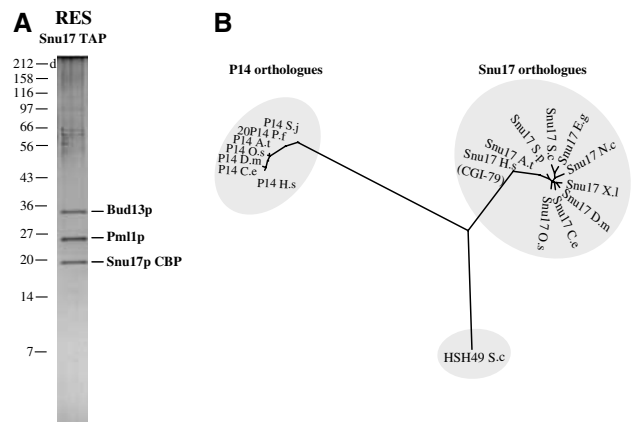 A
RES
Snu17 TAP
212
d
158
116
97
66
56
43
36
27
20
14
7
Bud13p
Pml1p
Snu17p CBP
B
P14 orthologues
P14 S.j
20P14 P.f
P14 A.t
P14 O.s
P14 D.m
P14 C.e
P14 H.s
Snu17 orthologues
Snu17 E.g
Snu17 S.c
Snu17 S.p
Snu17 N.c
Snu17 A.t
Snu17 H.s
(CGI-79)
Snu17 X.l
Snu17 D.m
Snu17 C.e
Snu17 O.s
HSH49 S.c